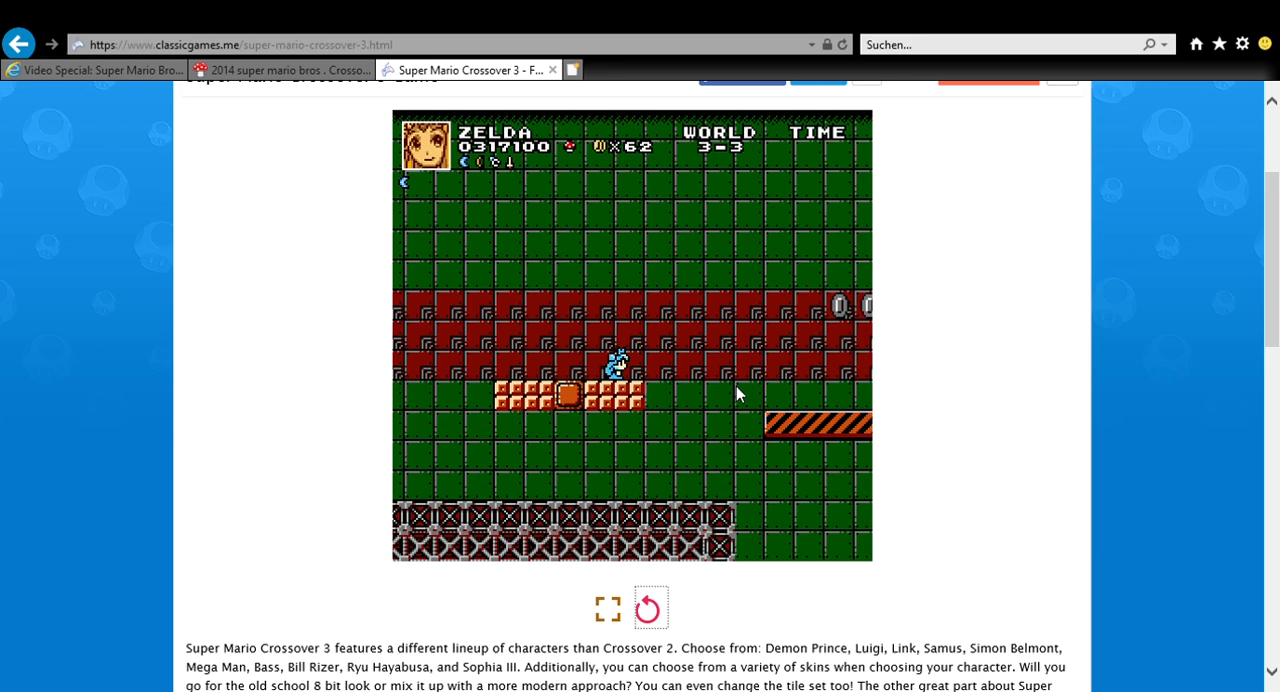 https://www.classicgames.me/super-mario-crossover-3.html
Suchen...
Video Special: Super Mario Bro...
2014 super mario bros . Crosso...
Super Mario Crossover 3 - F...
ZELDA
WORLD
TIME
0317100
x62
3-3
Super Mario Crossover 3 features a different lineup of characters than Crossover 2. Choose from: Demon Prince, Luigi, Link, Samus, Simon Belmont,
Mega Man, Bass, Bill Rizer, Ryu Hayabusa, and Sophia III. Additionally, you can choose from a variety of skins when choosing your character. Will you
go for the old school 8 bit look or mix it up with a more modern approach? You can even change the tile set too! The other great part about Super